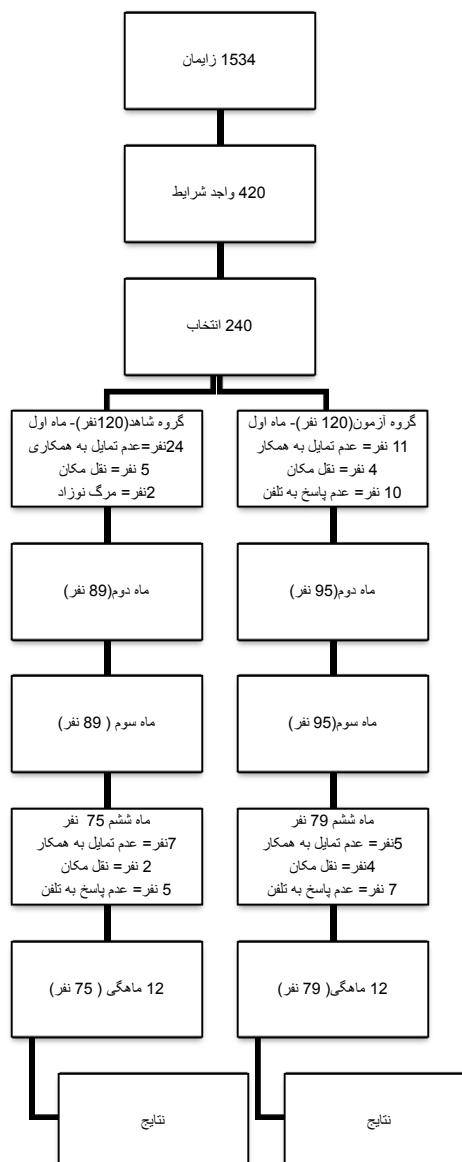 1534 زایمان
420 واجد شرایط
240 انتخاب
گروه آزمون(120 نفر)- ماه اول
11 نفر= عدم تمایل به همکار
4 نفر= نقل مکان
10 نفر= عدم پاسخ به تلفن
گروه شاهد(120نفر)- ماه اول
24نفر=عدم تمایل به همکاری
5 نفر= نقل مکان
2نفر= مرگ نوزاد
ماه دوم(95 نفر)
ماه دوم(89 نفر)
ماه سوم(95 نفر)
ماه سوم ( 89 نفر)
ماه ششم 79 نفر
5نفر= عدم تمایل به همکار
4نفر= نقل مکان
7 نفر= عدم پاسخ به تلفن
ماه ششم 75 نفر
7نفر= عدم تمایل به همکار
2 نفر= نقل مکان
5 نفر= عدم پاسخ به تلفن
12 ماهگی( 79 نفر)
12 ماهگی ( 75 نفر)
نتایج
نتایج